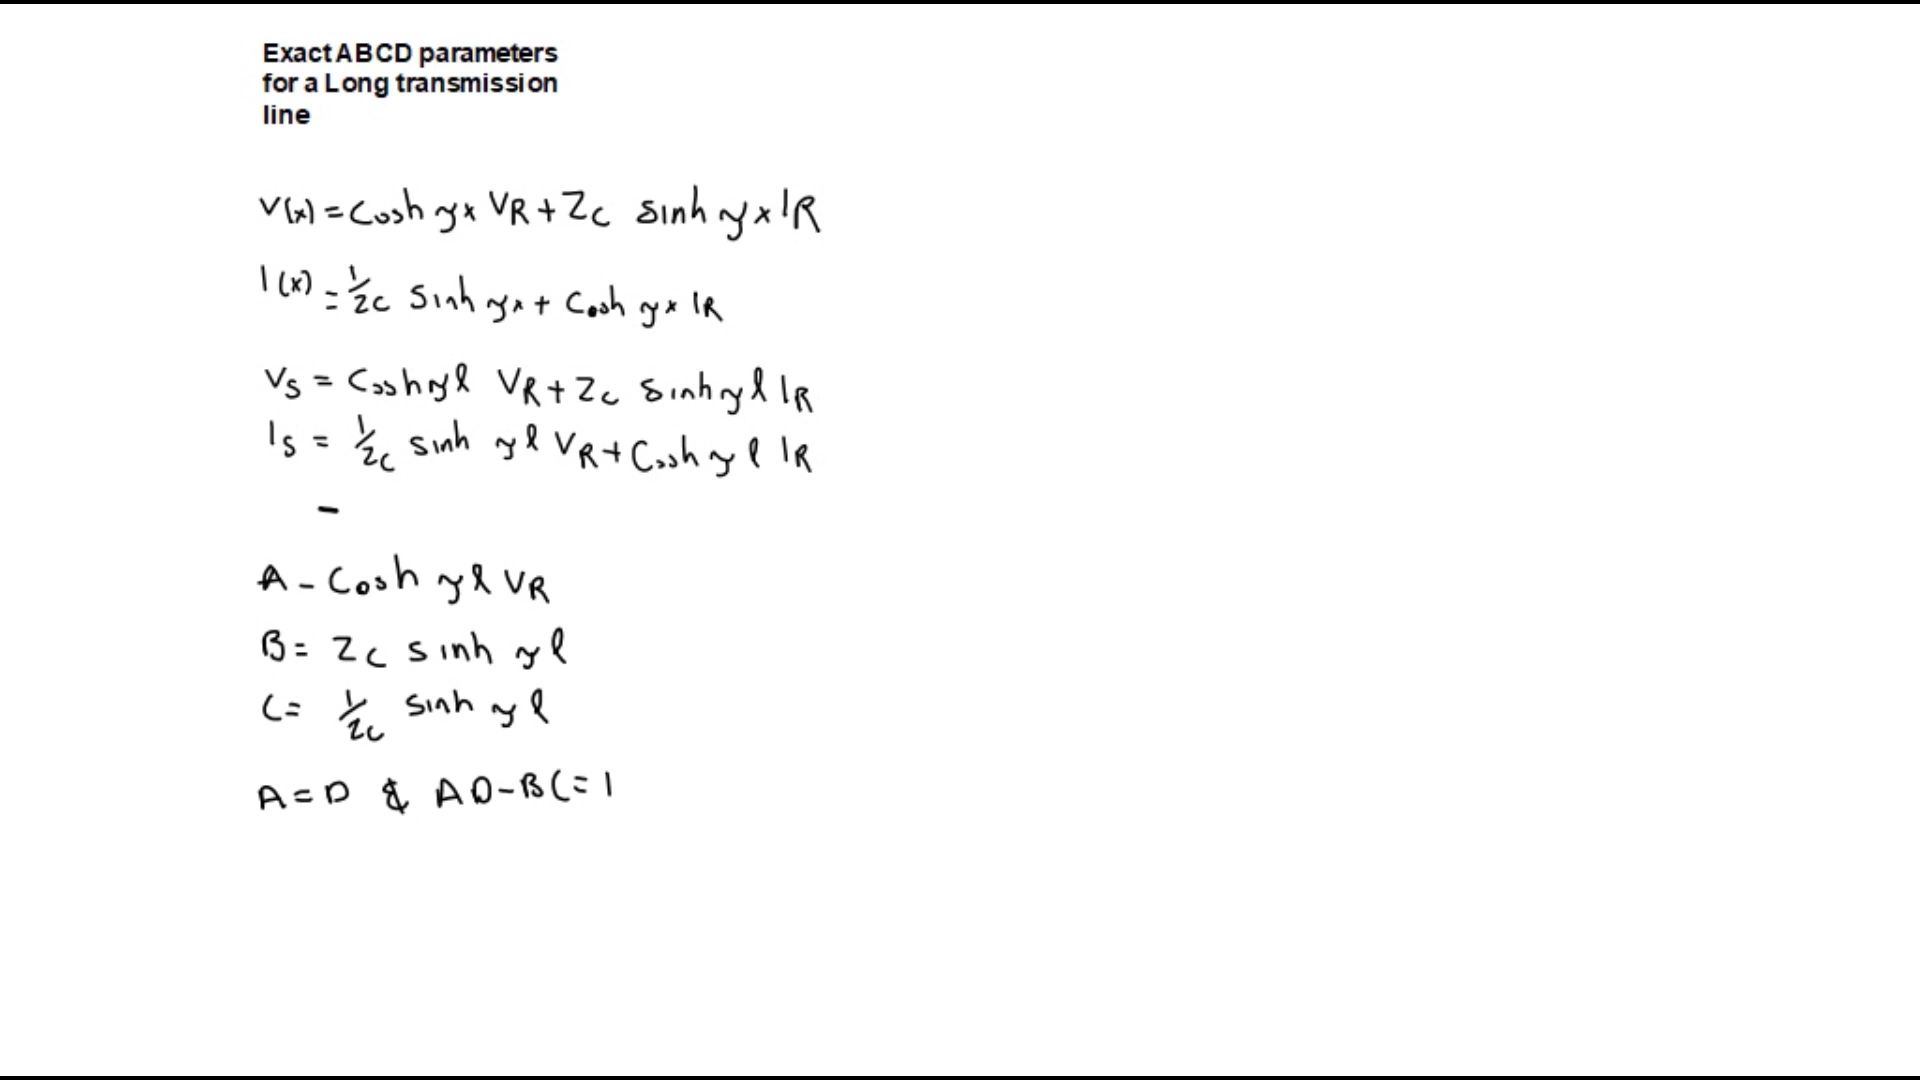 Exact ABCD parameters
for a Long transmission
line
V(x) = Cosh γx VR + Zc sinh γx IR
I(x) = 1/Zc Sinh γx + Cosh γx IR
Vs = Cosh γl VR + Zc sinh γl IR
Is = 1/Zc sinh γl VR + Cosh γl IR
-
A - Cosh γl VR
B = Zc sinh γl
C = 1/Zc sinh γl
A = D & AD - BC = 1